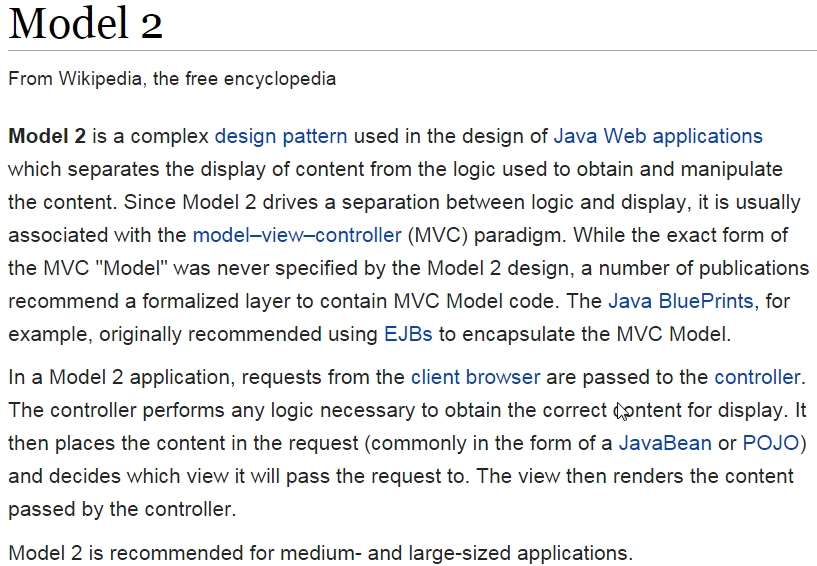 Model 2
From Wikipedia, the free encyclopedia
Model 2 is a complex design pattern used in the design of Java Web applications
which separates the display of content from the logic used to obtain and manipulate
the content. Since Model 2 drives a separation between logic and display, it is usually
associated with the model–view–controller (MVC) paradigm. While the exact form of
the MVC "Model" was never specified by the Model 2 design, a number of publications
recommend a formalized layer to contain MVC Model code. The Java BluePrints, for
example, originally recommended using EJBs to encapsulate the MVC Model.
In a Model 2 application, requests from the client browser are passed to the controller.
The controller performs any logic necessary to obtain the correct content for display. It
then places the content in the request (commonly in the form of a JavaBean or POJO)
and decides which view it will pass the request to. The view then renders the content
passed by the controller.
Model 2 is recommended for medium- and large-sized applications.